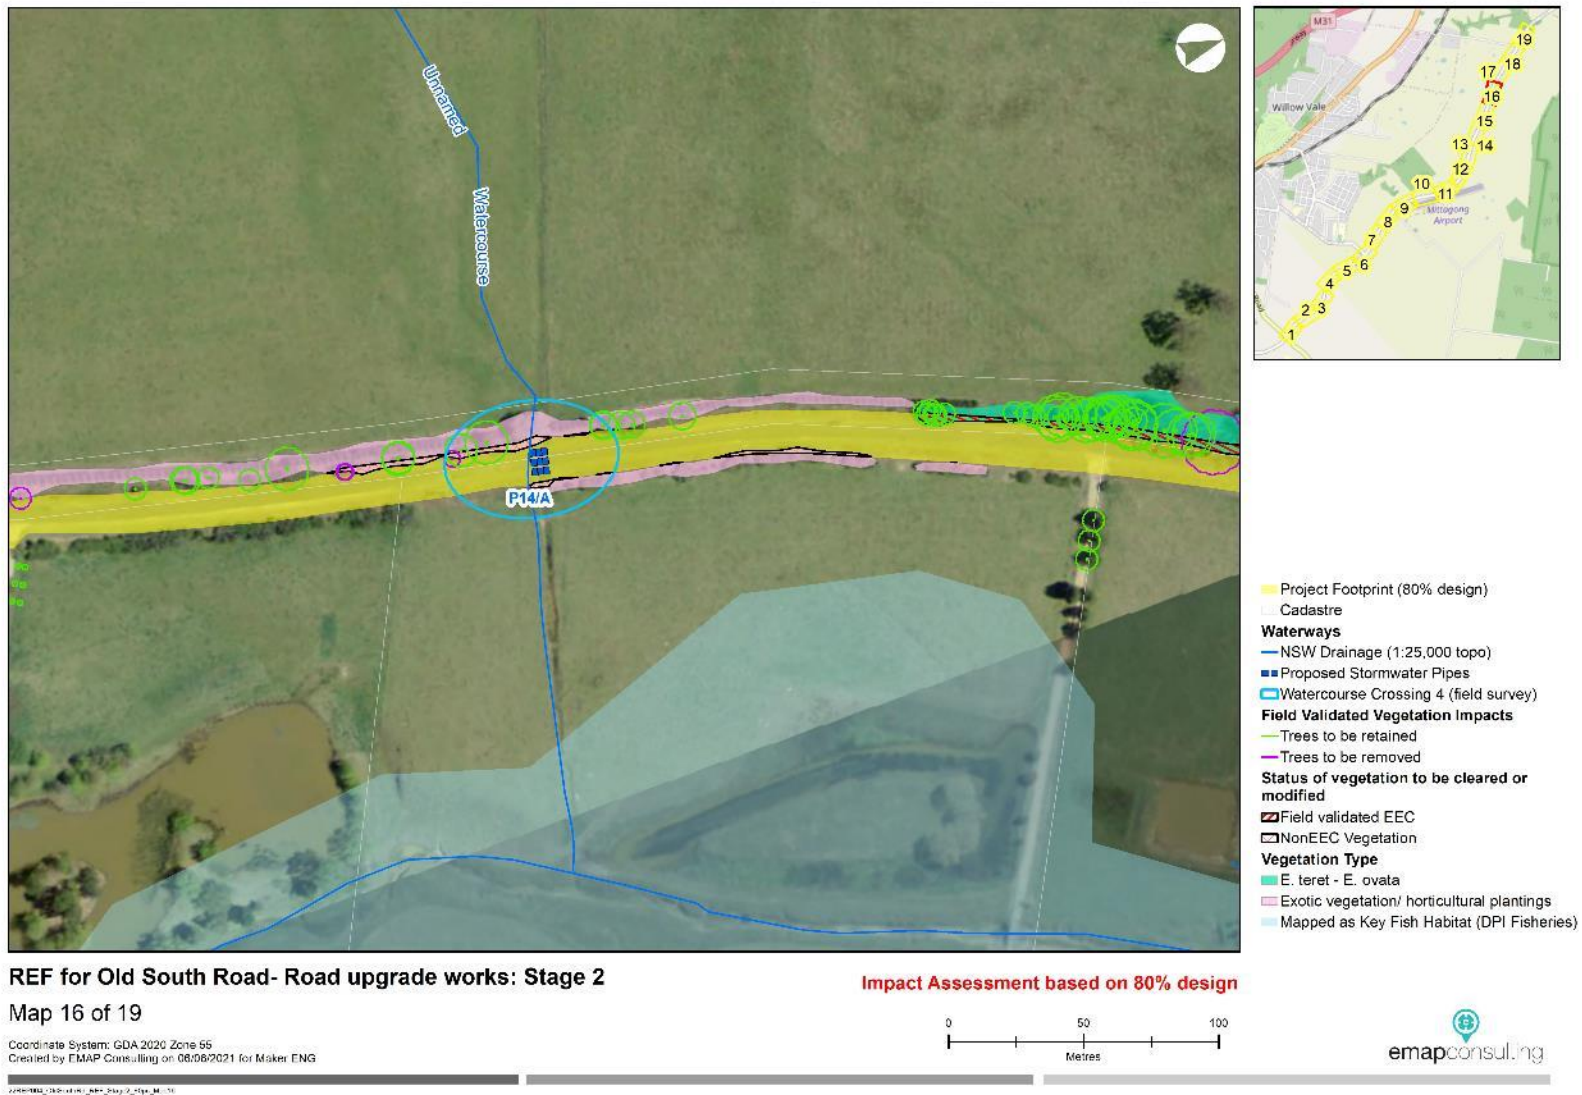 Unnamed
Watercourse
P14/A
M31
Willow Vale
19
18
17
16
15
13
14
12
10
11
9
Mittagong
Airport
8
7
6
5
4
2
3
1
Project Footprint (80% design)
Cadastre
Waterways
NSW Drainage (1:25,000 topo)
Proposed Stormwater Pipes
Watercourse Crossing 4 (field survey)
Field Validated Vegetation Impacts
Trees to be retained
Trees to be removed
Status of vegetation to be cleared or
modified
Field validated EEC
NonEEC Vegetation
Vegetation Type
E. teret - E. ovata
Exotic vegetation/ horticultural plantings
Mapped as Key Fish Habitat (DPI Fisheries)
REF for Old South Road- Road upgrade works: Stage 2
Impact Assessment based on 80% design
Map 16 of 19
Coordinate System: GDA 2020 Zone 55
Created by EMAP Consulting on 06/08/2021 for Maker ENG
0 50 100
Metres
emapconsulting